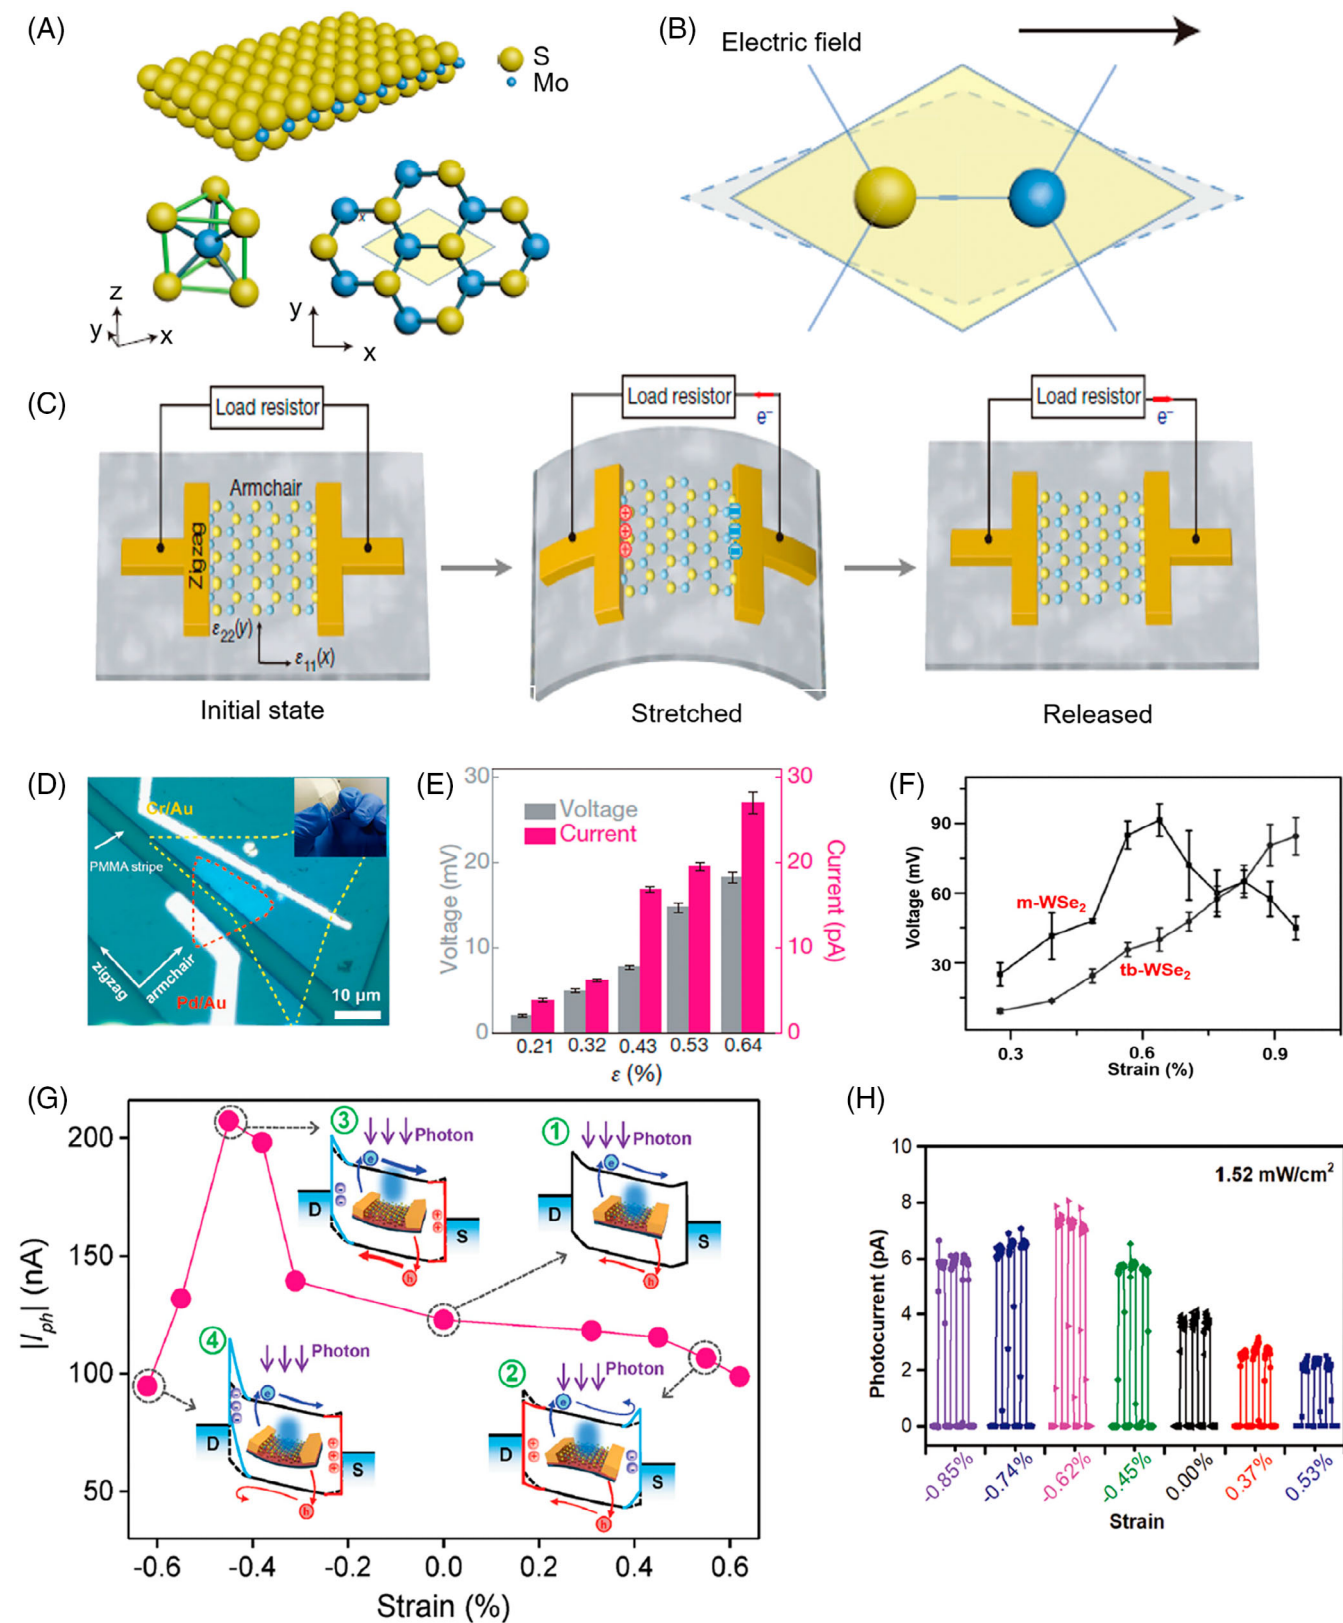 (A)
S
Mo
z
y
x
x
y
x
(B)
Electric field
(C)
Load resistor
Armchair
Zigzag
ε22(y)
ε11(x)
Initial state
Load resistor
e−
Stretched
Load resistor
e−
Released
(D)
Cr/Au
PMMA stripe
zigzag
armchair
Pd/Au
10 μm
(E)
Voltage (mV)
30
20
10
0
Voltage
Current
30
20
10
0
Current (pA)
0.21 0.32 0.43 0.53 0.64
ε (%)
(F)
Voltage (mV)
90
60
30
m-WSe2
tb-WSe2
0.3 0.6 0.9
Strain (%)
(G)
|Iph| (nA)
200
150
100
50
3
Photon
e
D
S
h
1
Photon
e
D
S
h
4
Photon
e
D
S
h
2
Photon
e
D
S
h
-0.6 -0.4 -0.2 0.0 0.2 0.4 0.6
Strain (%)
(H)
Photocurrent (pA)
10
8
6
4
2
0
1.52 mW/cm²
-0.85% -0.74% -0.62% -0.45% 0.00% 0.37% 0.53%
Strain